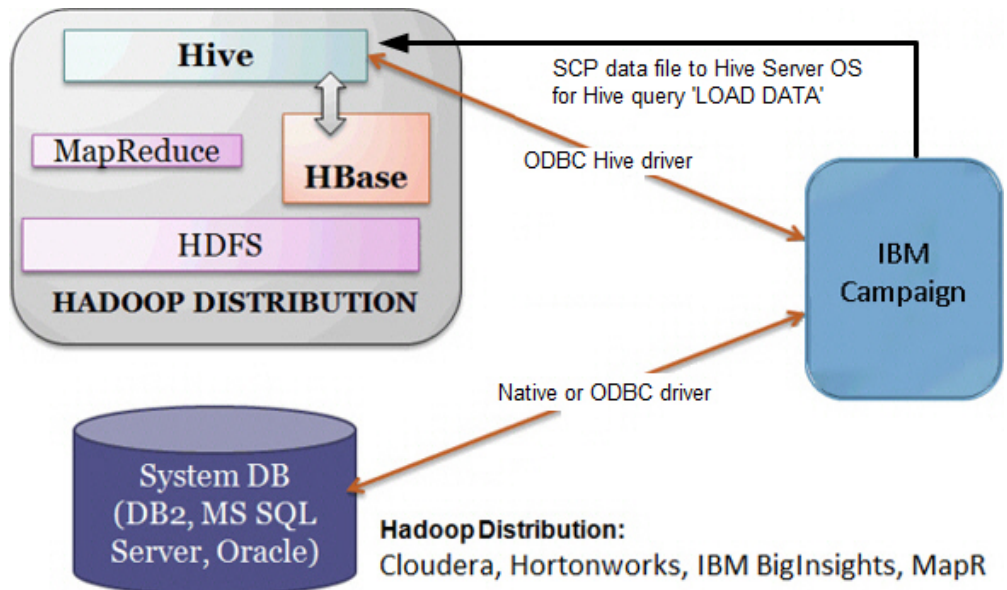 Hive
MapReduce
HBase
HDFS
HADOOP DISTRIBUTION
SCP data file to Hive Server OS
for Hive query 'LOAD DATA'
ODBC Hive driver
IBM
Campaign
Native or ODBC driver
System DB
(DB2, MS SQL
Server, Oracle)
Hadoop Distribution:
Cloudera, Hortonworks, IBM BigInsights, MapR